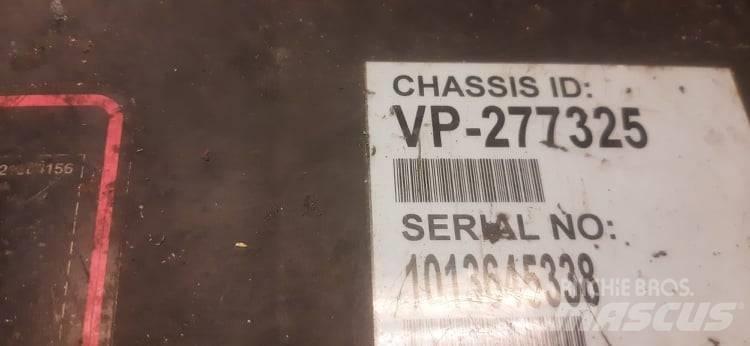 CHASSIS ID:
VP-277325
SERIAL NO:
1013645338
RITCHIE BROS.
MASCUS